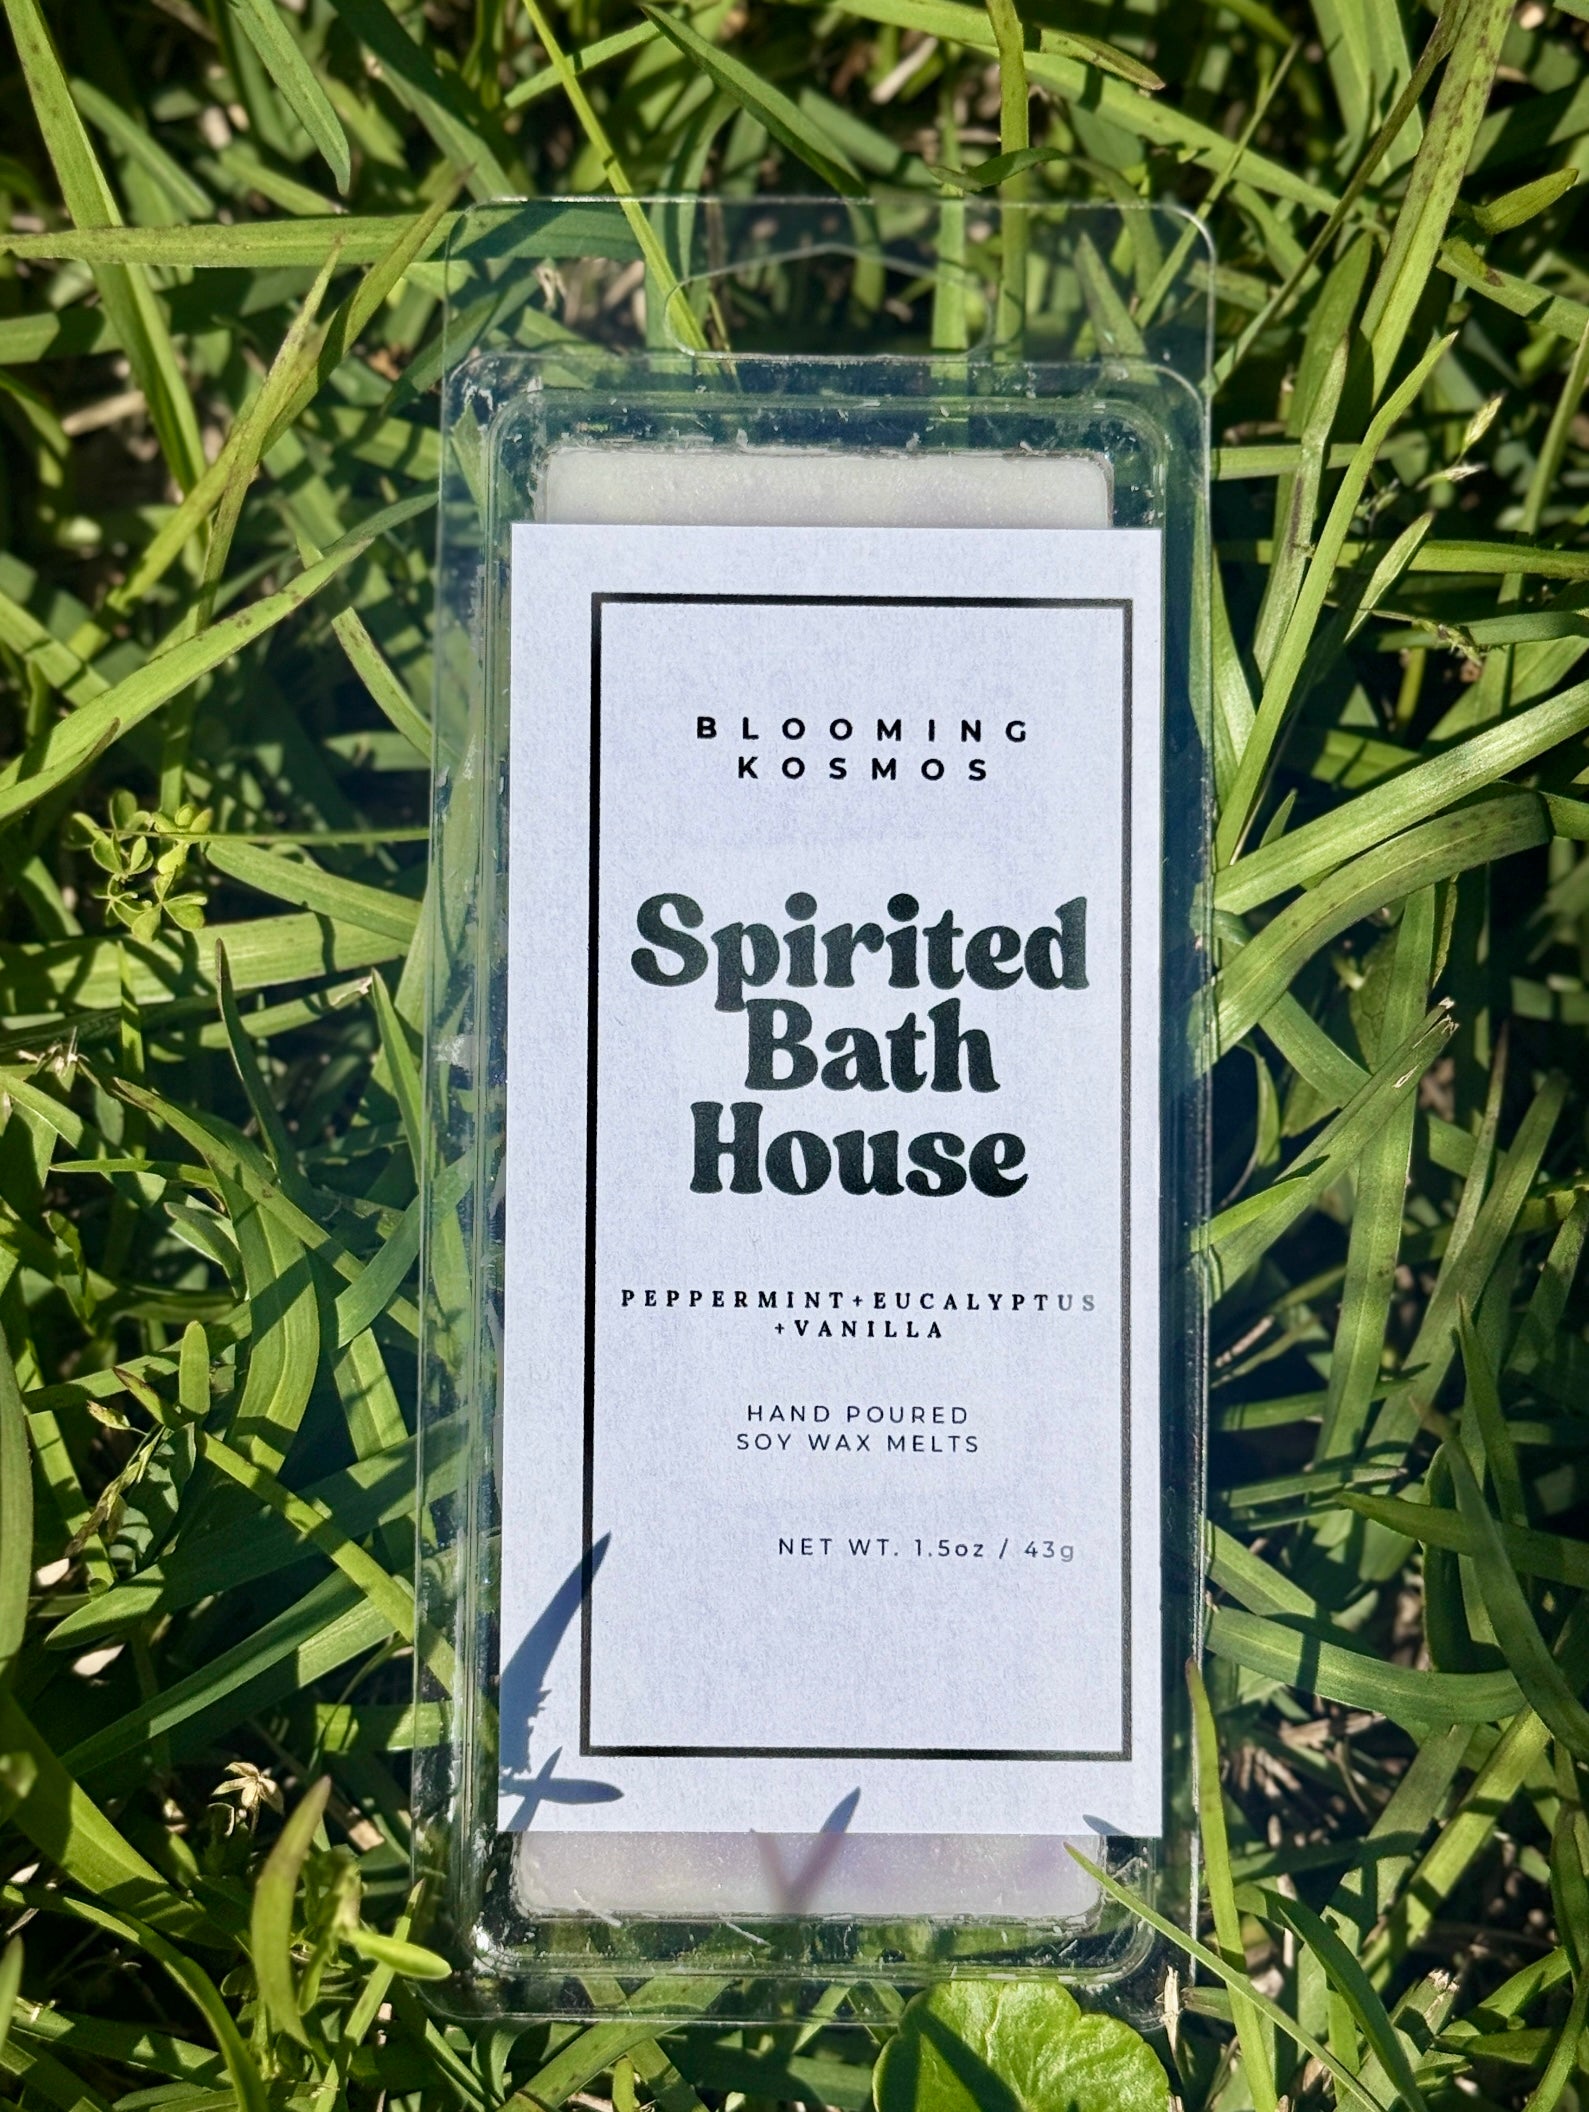 BLOOMING
KOSMOS
Spirited
Bath
House
PEPPERMINT+EUCALYPTUS
+VANILLA
HAND POURED
SOY WAX MELTS
NET WT. 1.5oz / 43g